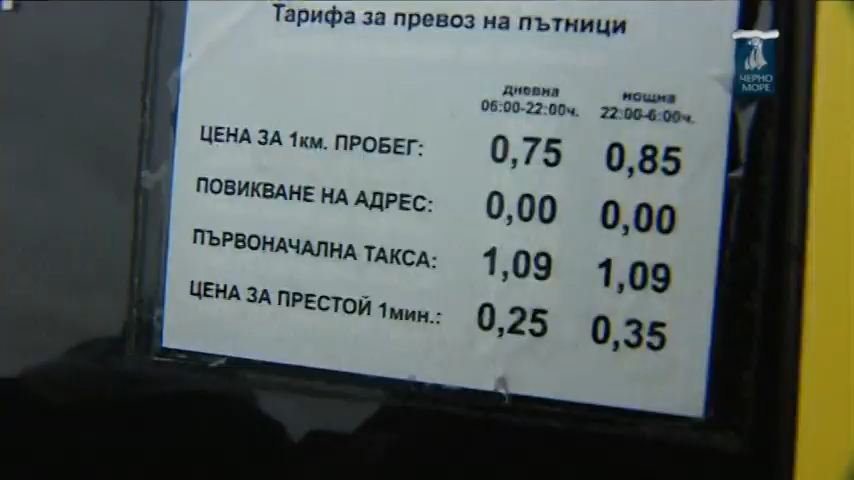 Тарифа за превоз на пътници
дневна нощна
06:00-22:00ч. 22:00-6:00ч.
ЦЕНА ЗА 1км. ПРОБЕГ: 0,75 0,85
ПОВИКВАНЕ НА АДРЕС: 0,00 0,00
ПЪРВОНАЧАЛНА ТАКСА: 1,09 1,09
ЦЕНА ЗА ПРЕСТОЙ 1мин.: 0,25 0,35
ЧЕРНО
МОРЕ